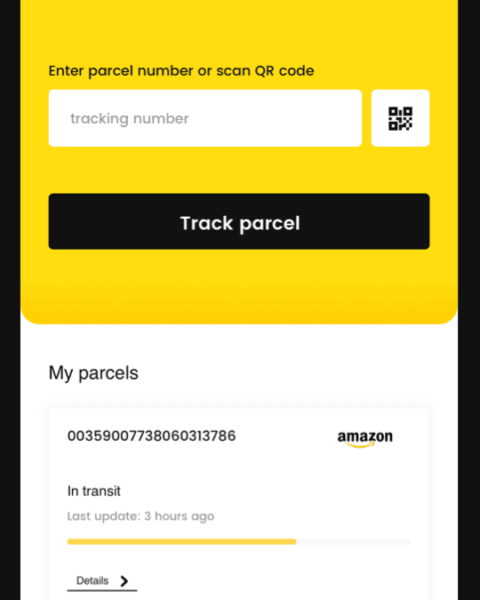 Enter parcel number or scan QR code
tracking number
Track parcel
My parcels
00359007738060313786
amazon
In transit
Last update: 3 hours ago
Details